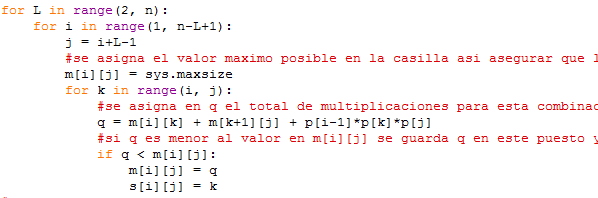 for L in range(2, n):
    for i in range(1, n-L+1):
        j = i+L-1
        #se asigna el valor maximo posible en la casilla asi asegurar que
        m[i][j] = sys.maxsize
        for k in range(i, j):
            #se asigna en q el total de multiplicaciones para esta
            q = m[i][k] + m[k+1][j] + p[i-1]*p[k]*p[j]
            #si q es menor al valor en m[i][j] se guarda q en este puesto y
            if q < m[i][j]:
                m[i][j] = q
                s[i][j] = k